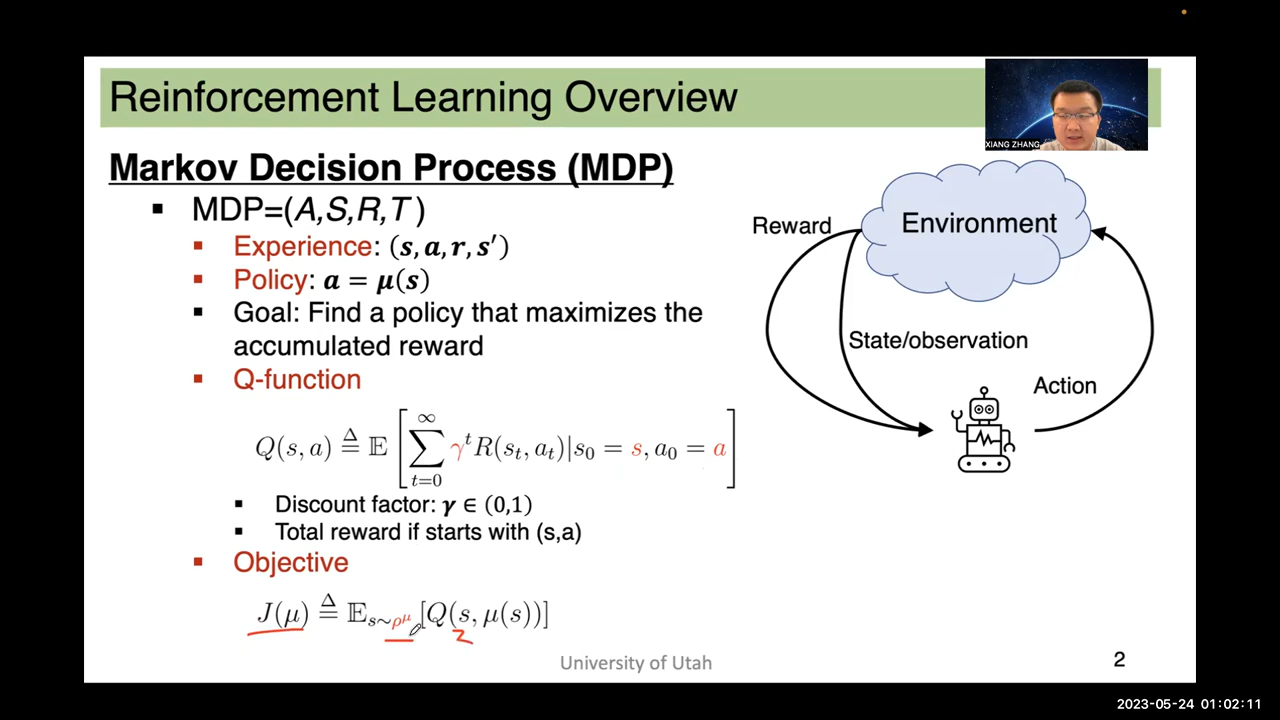 Reinforcement Learning Overview
XIANG ZHANG
Markov Decision Process (MDP)
▪ MDP=(A,S,R,T )
▪ Experience: (s, a, r, s′)
▪ Policy: a = μ(s)
▪ Goal: Find a policy that maximizes the
accumulated reward
▪ Q-function
Q(s, a) ≜ 𝔼 [∑_{t=0}^{∞} γ^t R(s_t, a_t)|s_0 = s, a_0 = a]
▪ Discount factor: γ ∈ (0,1)
▪ Total reward if starts with (s,a)
▪ Objective
J(μ) ≜ 𝔼_{s∼ρ^μ} [Q(s, μ(s))]
Reward
Environment
State/observation
Action
University of Utah
2
2023-05-24 01:02:11